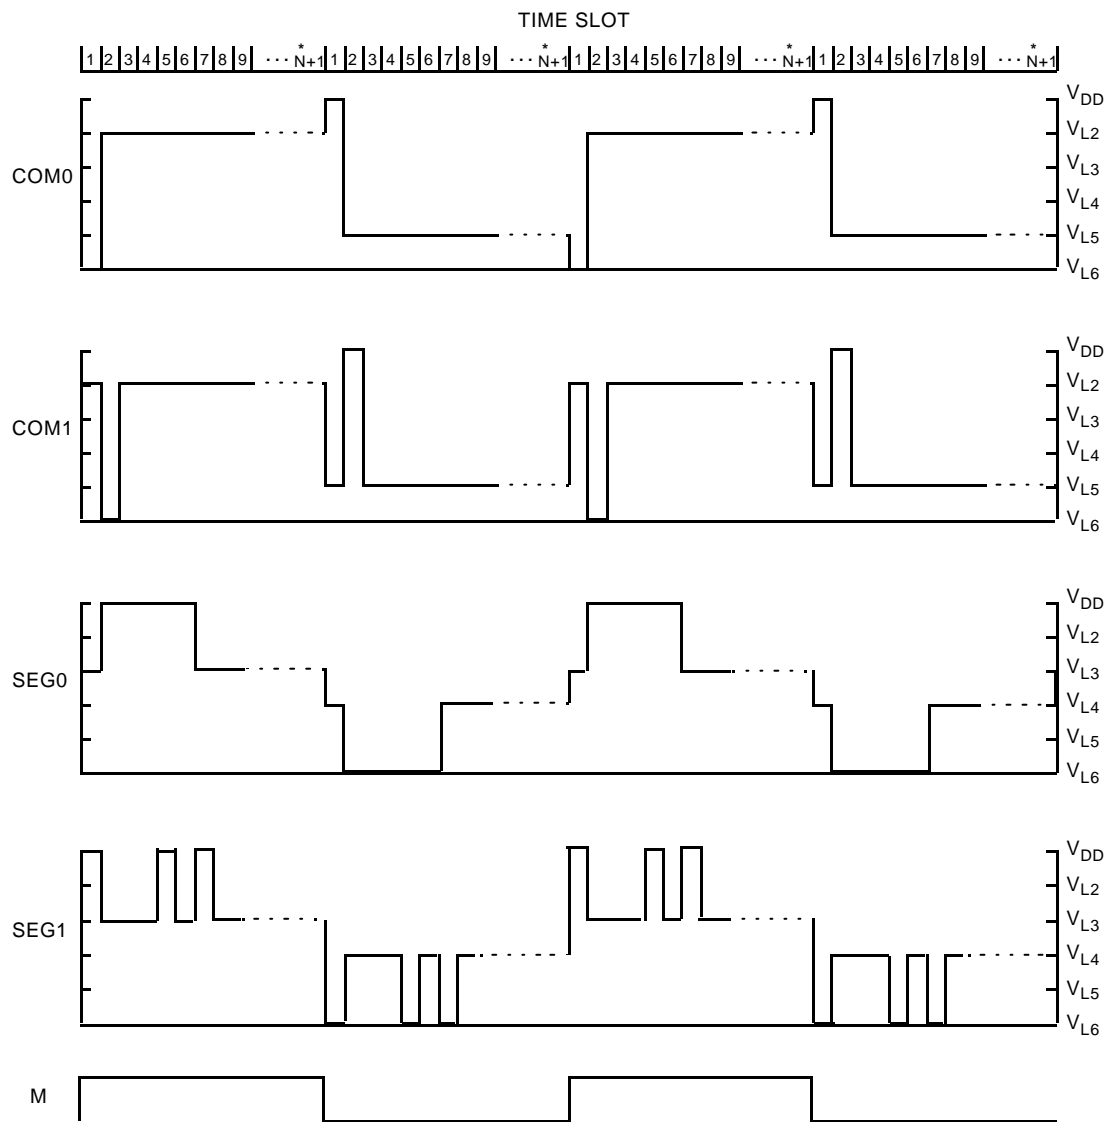 TIME SLOT
* * * *
1 2 3 4 5 6 7 8 9 ··· N+1 1 2 3 4 5 6 7 8 9 ··· N+1 1 2 3 4 5 6 7 8 9 ··· N+1 1 2 3 4 5 6 7 8 9 ··· N+1
COM0
VDD
VL2
VL3
VL4
VL5
VL6
COM1
VDD
VL2
VL3
VL4
VL5
VL6
SEG0
VDD
VL2
VL3
VL4
VL5
VL6
SEG1
VDD
VL2
VL3
VL4
VL5
VL6
M